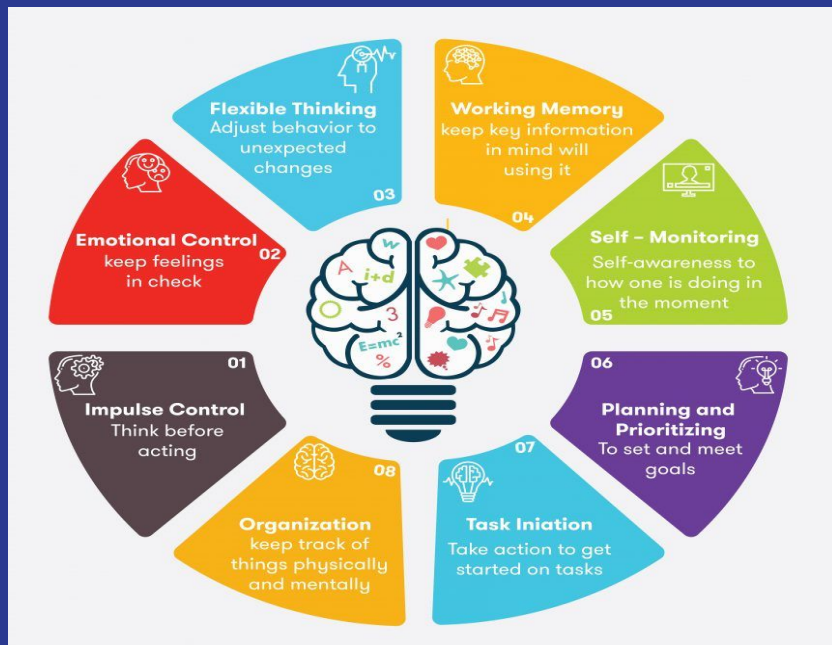 01
Impulse Control
Think before
acting
02
Emotional Control
keep feelings
in check
03
Flexible Thinking
Adjust behavior to
unexpected
changes
04
Working Memory
keep key information
in mind will
using it
05
Self – Monitoring
Self-awareness to
how one is doing in
the moment
06
Planning and
Prioritizing
To set and meet
goals
07
Task Iniation
Take action to get
started on tasks
08
Organization
keep track of
things physically
and mentally
w
A
i+d
3
E=mc²
%